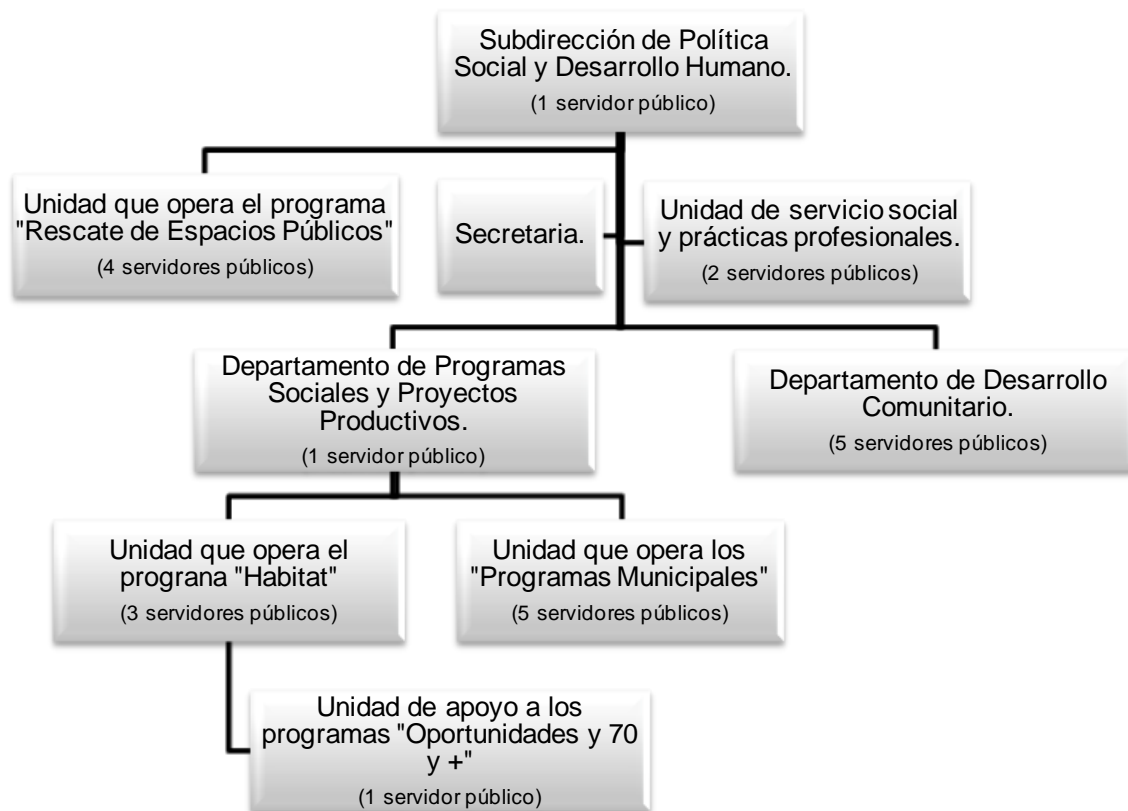 Subdirección de Política
Social y Desarrollo Humano.
(1 servidor público)
Unidad que opera el programa
"Rescate de Espacios Públicos"
(4 servidores públicos)
Secretaria.
Unidad de servicio social
y prácticas profesionales.
(2 servidores públicos)
Departamento de Programas
Sociales y Proyectos
Productivos.
(1 servidor público)
Departamento de Desarrollo
Comunitario.
(5 servidores públicos)
Unidad que opera el
prograna "Habitat"
(3 servidores públicos)
Unidad que opera los
"Programas Municipales"
(5 servidores públicos)
Unidad de apoyo a los
programas "Oportunidades y 70
y +"
(1 servidor público)